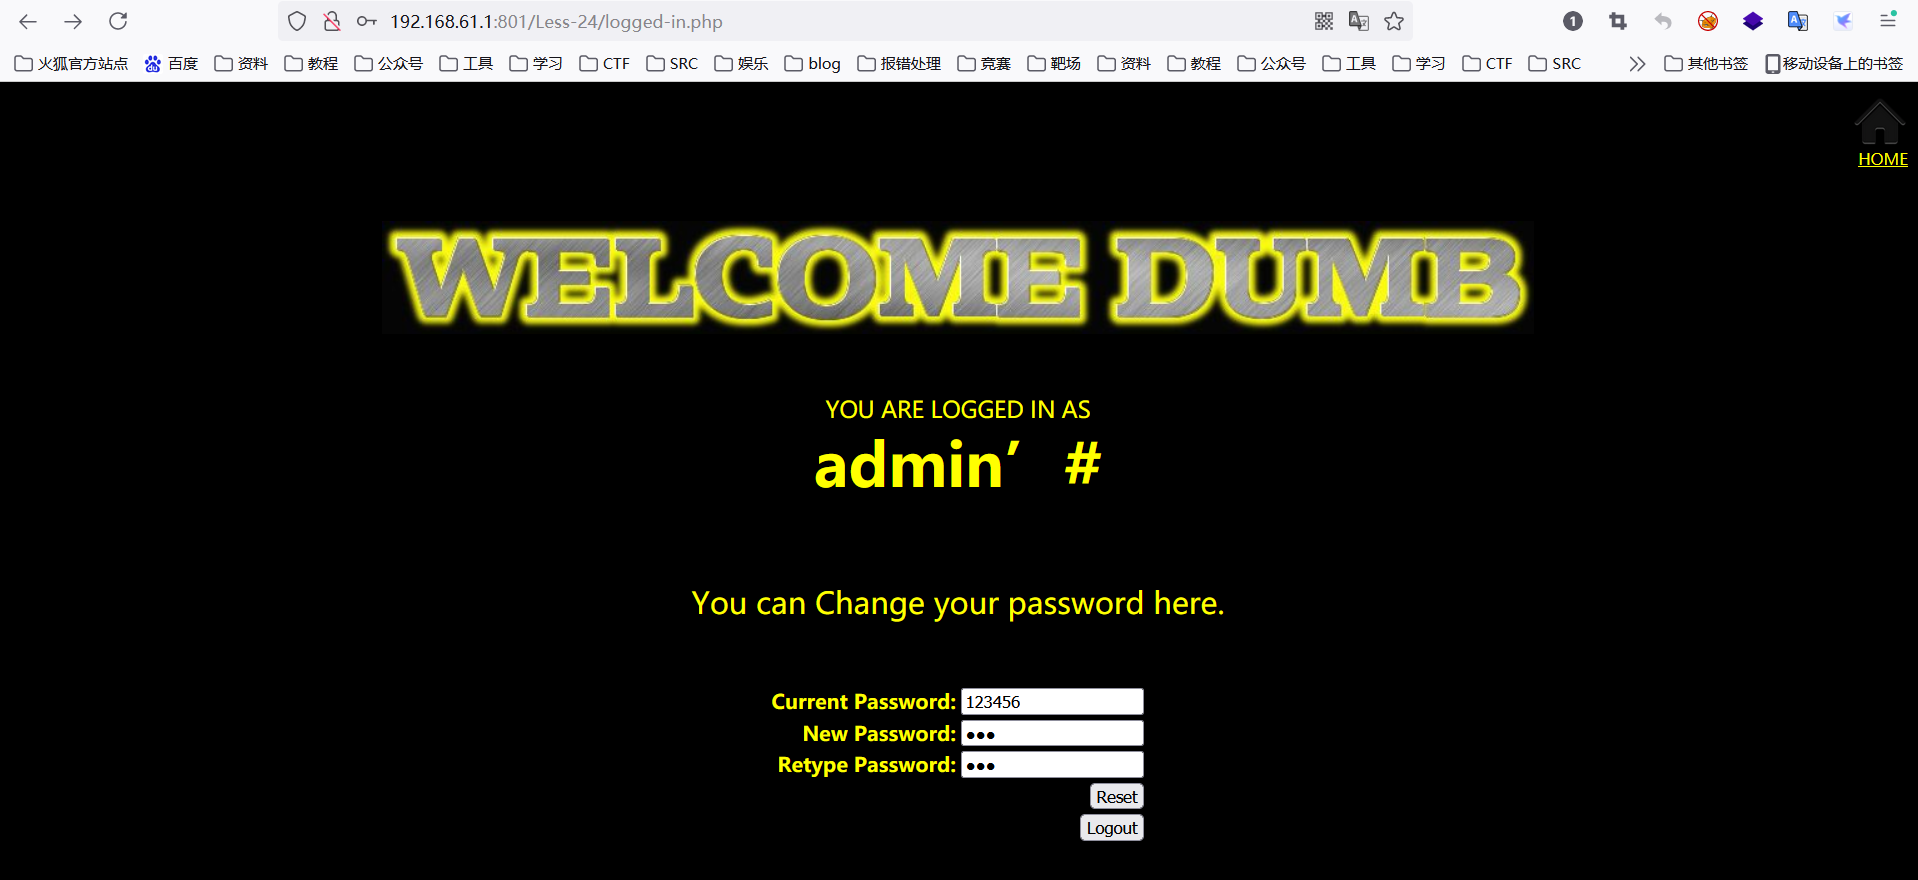 192.168.61.1:801/Less-24/logged-in.php
1
火狐官方站点 百度 资料 教程 公众号 工具 学习 CTF SRC 娱乐 blog 报错处理 竞赛 靶场 资料 教程 公众号 工具 学习 CTF SRC 其他书签 移动设备上的书签
HOME
WELCOME DUMB
YOU ARE LOGGED IN AS
admin’ #
You can Change your password here.
Current Password: 123456
New Password: •••
Retype Password: •••
Reset
Logout